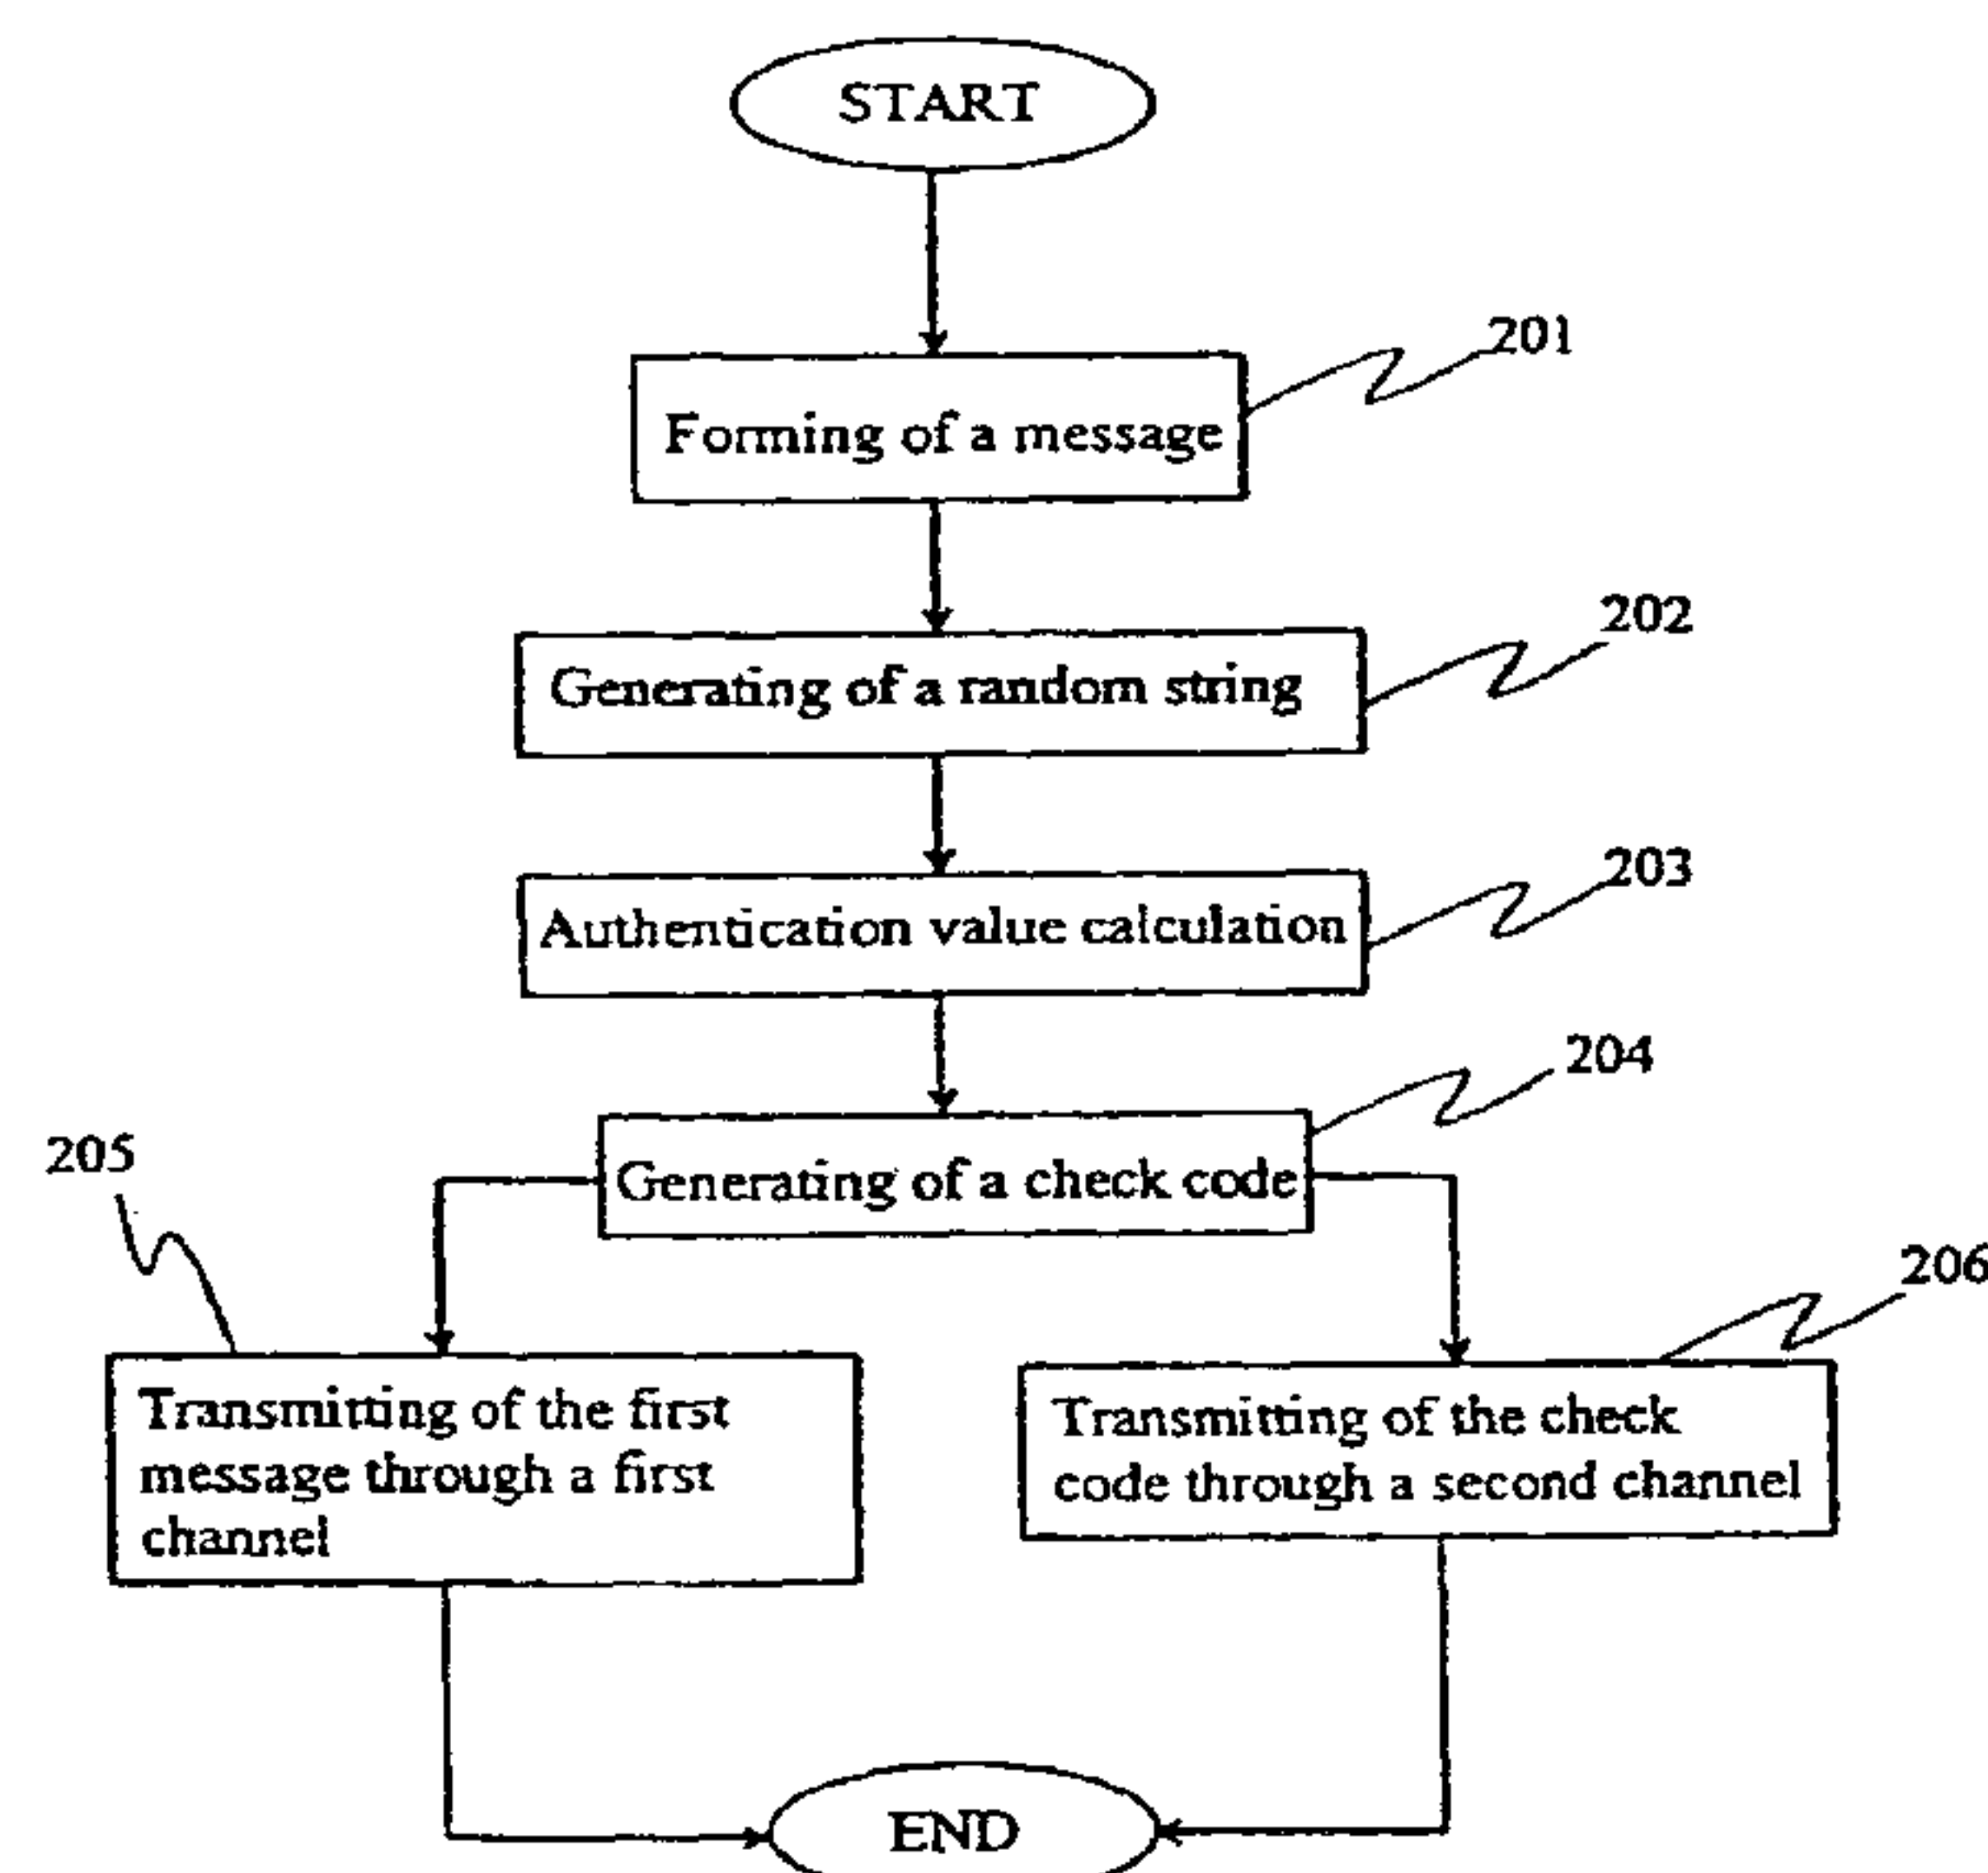 START
201
Forming of a message
202
Generating of a random string
203
Authentication value calculation
204
Generating of a check code
205
206
Transmitting of the first
message through a first
channel
Transmitting of the check
code through a second channel
END